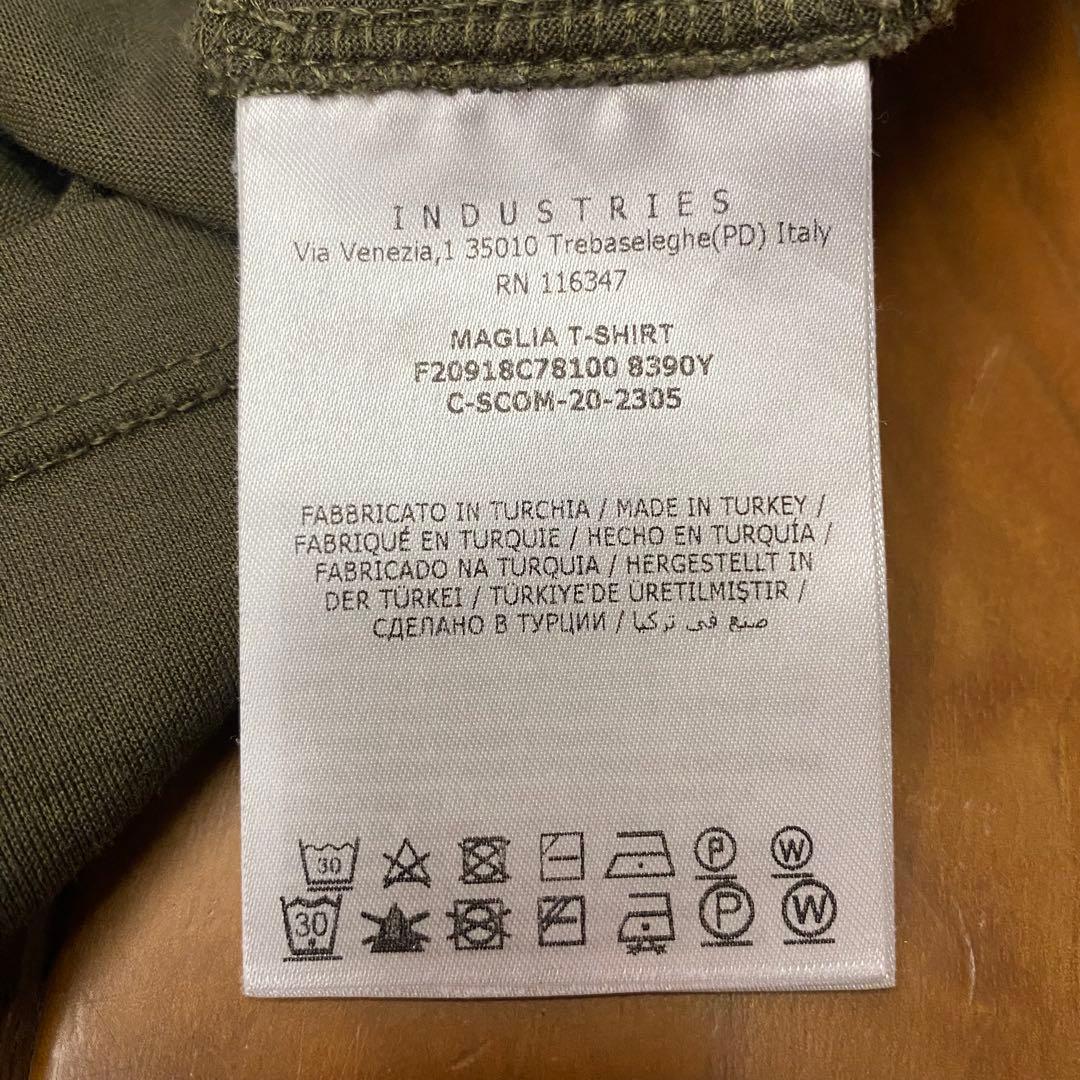 INDUSTRIES
Via Venezia,1 35010 Trebaseleghe(PD) Italy
RN 116347
MAGLIA T-SHIRT
F20918C78100 8390Y
C-SCOM-20-2305
FABBRICATO IN TURCHIA / MADE IN TURKEY /
FABRIQUÉ EN TURQUIE / HECHO EN TURQUÍA /
FABRICADO NA TURQUIA / HERGESTELLT IN
DER TÜRKEI / TÜRKIYE'DE ÜRETILMIŞTIR /
СДЕЛАНО В ТУРЦИИ / صنع في تركيا
30 P W
30 P W